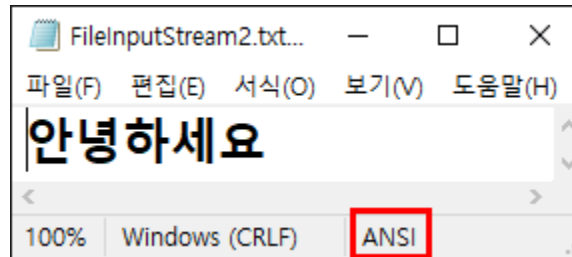 FileInputStream2.txt...
파일(F) 편집(E) 서식(O) 보기(V) 도움말(H)
안녕하세요
100% Windows (CRLF) ANSI